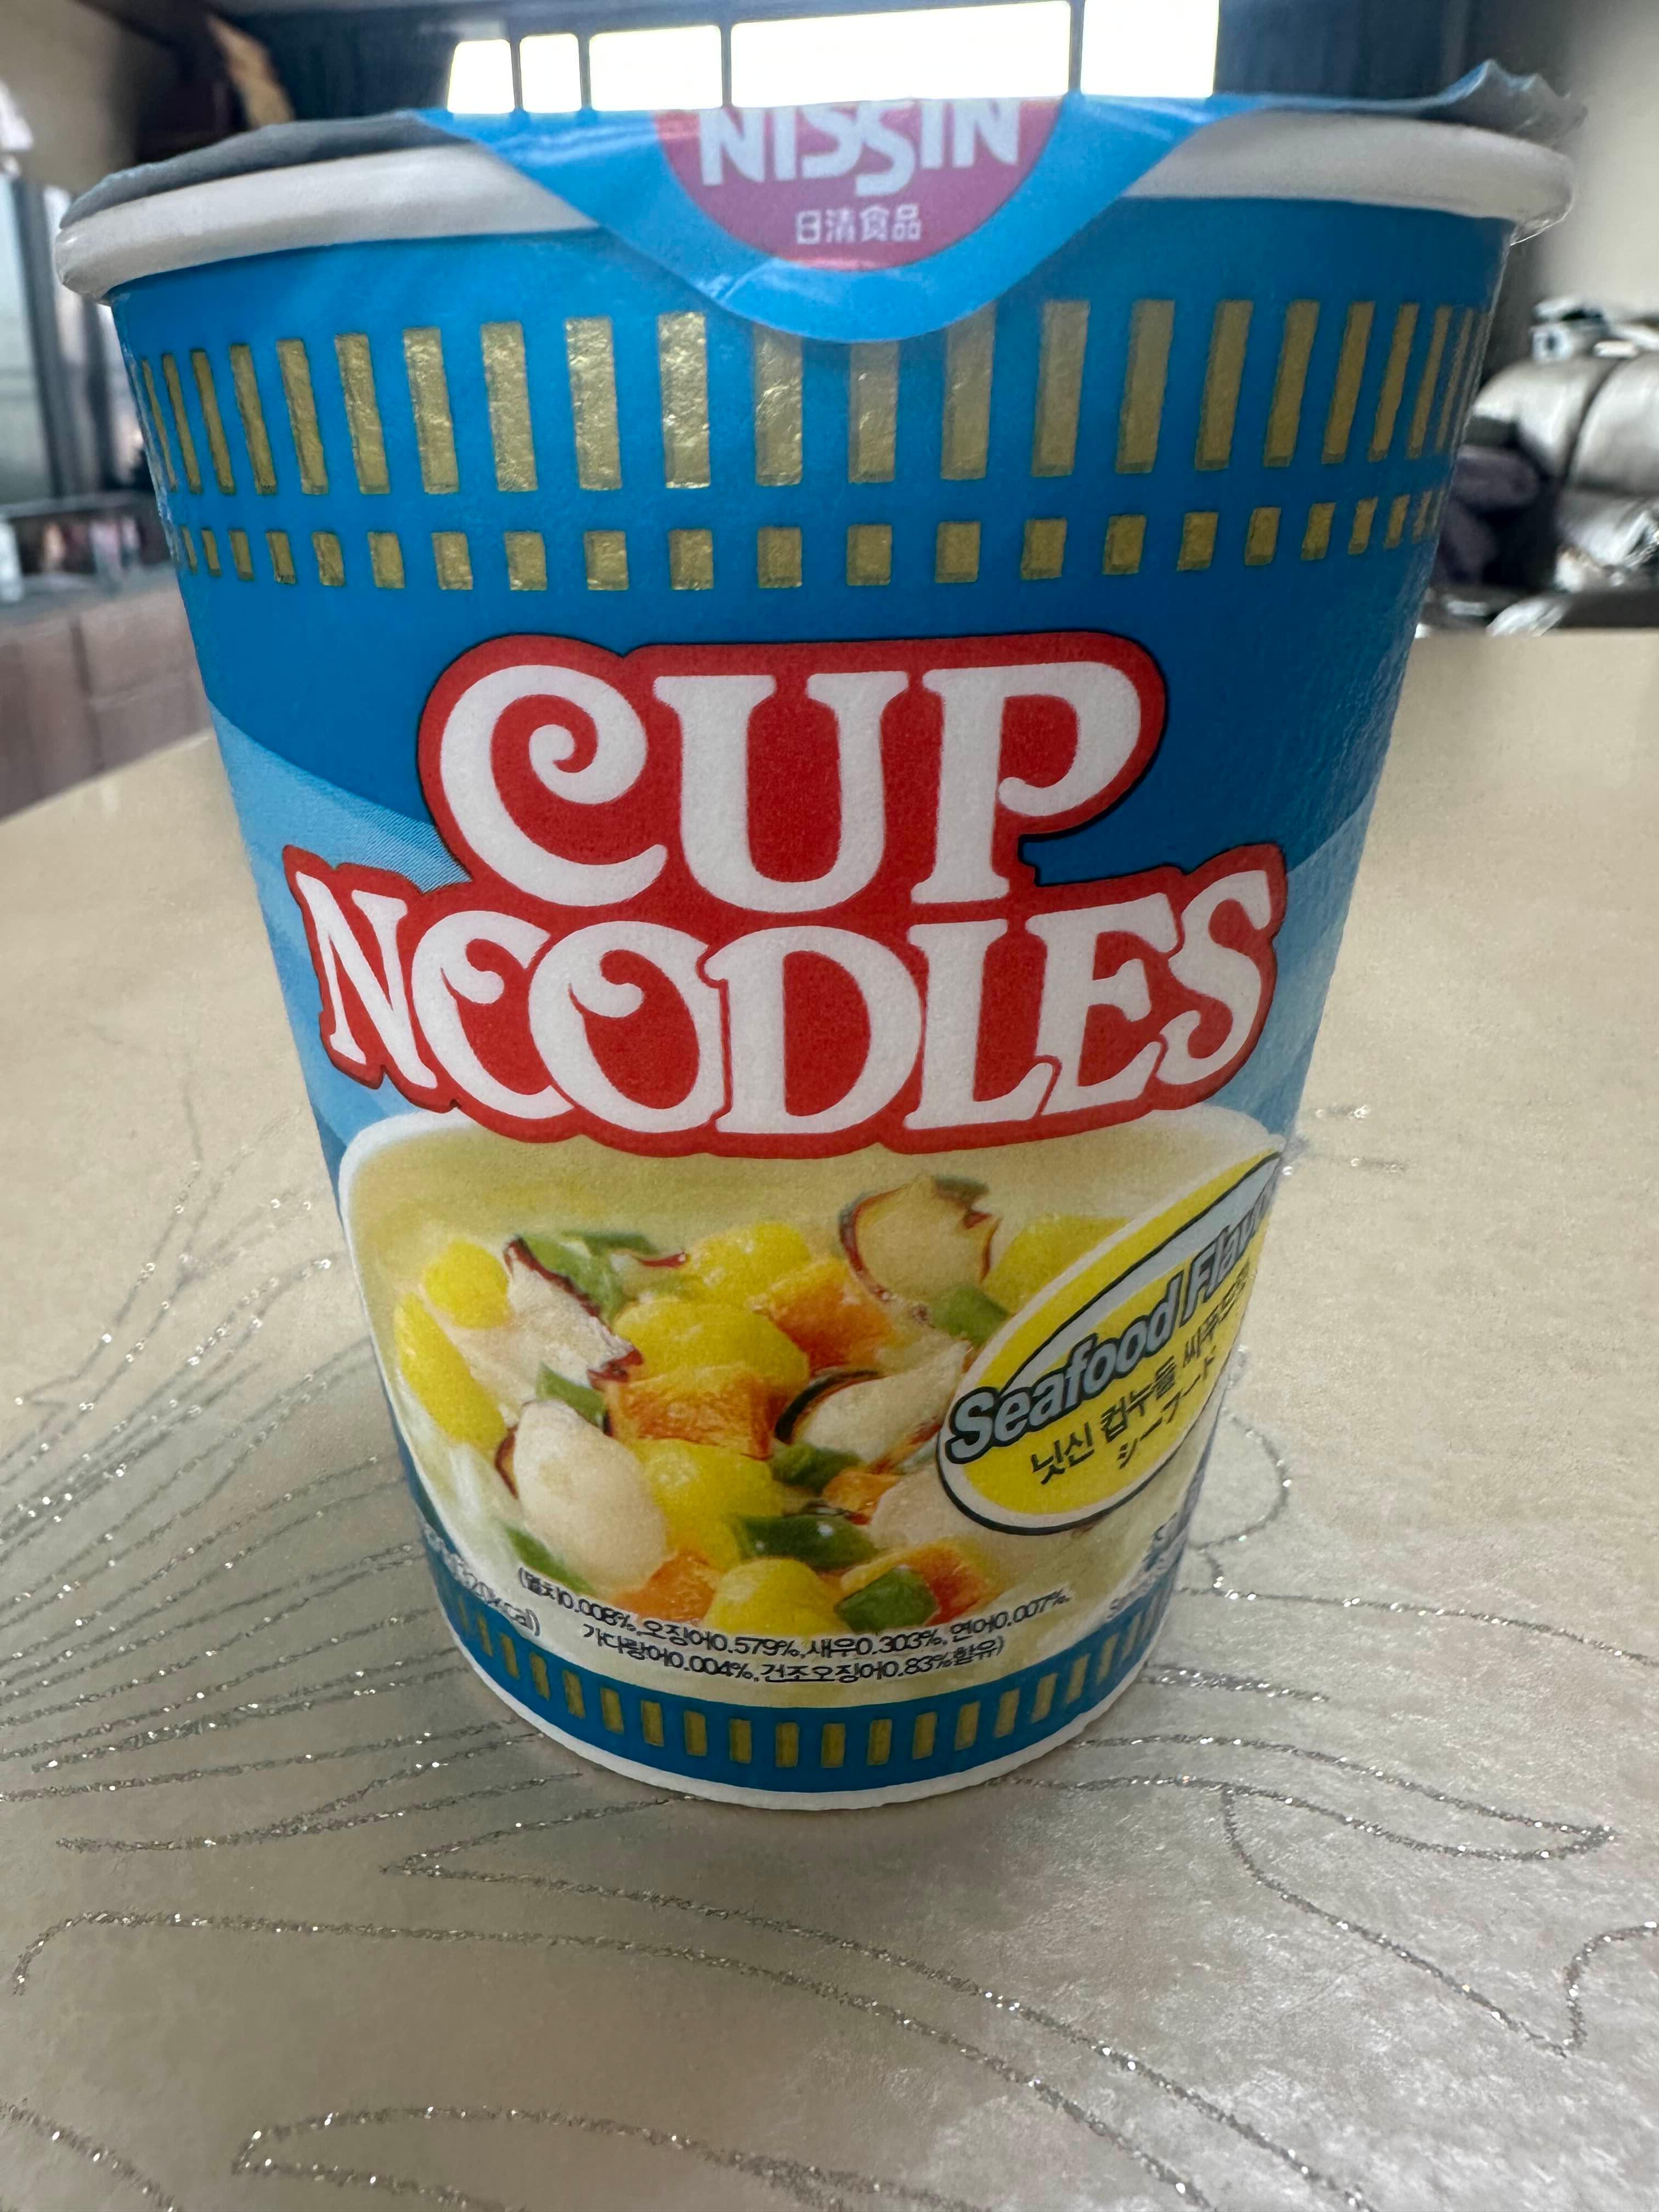 NISSIN
日清食品
CUP
NOODLES
Seafood
닛신 컵누들 씨푸드
シーフード
(멸치0.008%,오징어0.579%,새우0.303%,연어0.007%,
가다랑어0.004%,건조오징어0.83%함유)